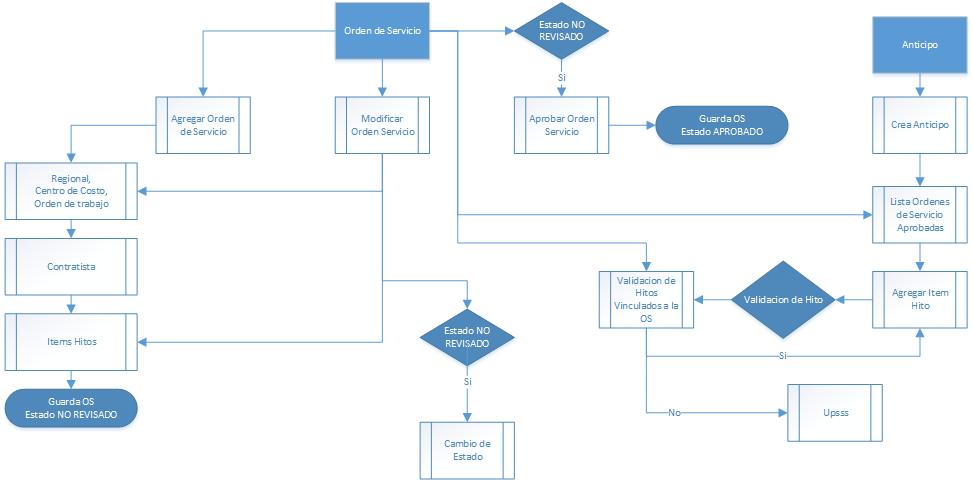 Orden de Servicio
Estado NO
REVISADO
Anticipo
Si
Agregar Orden
de Servicio
Modificar
Orden Servicio
Aprobar Orden
Servicio
Guarda OS
Estado APROBADO
Crea Anticipo
Regional,
Centro de Costo,
Orden de trabajo
Lista Ordenes
de Servicio
Aprobadas
Contratista
Validacion de
Hitos
Vinculados a la
OS
Validacion de Hito
Agregar Item
Hito
Items Hitos
Estado NO
REVISADO
Si
Si
Guarda OS
Estado NO REVISADO
No
Upsss
Cambio de
Estado